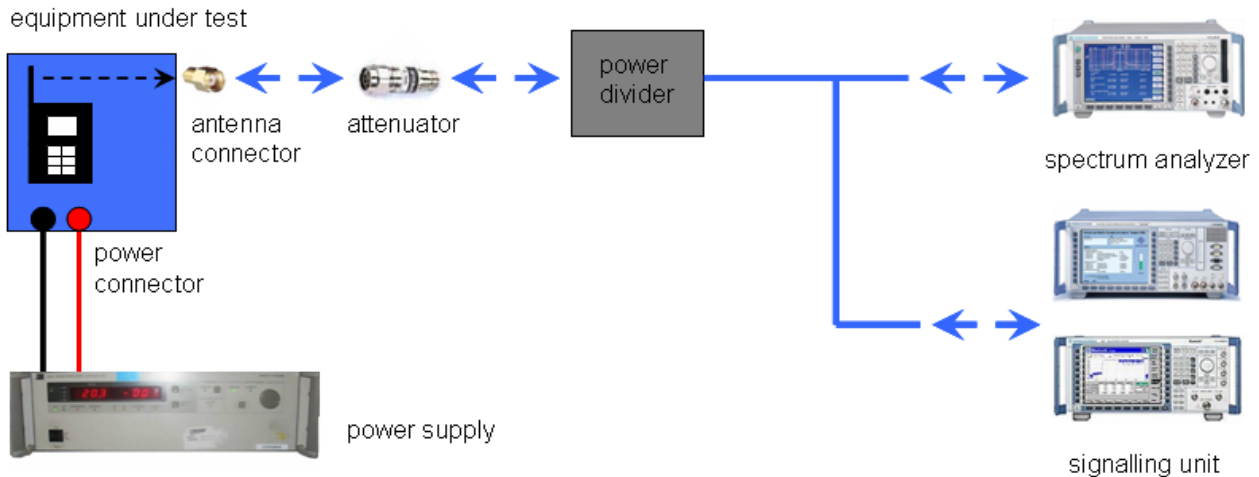 equipment under test
antenna
connector
attenuator
power
divider
spectrum analyzer
power
connector
power supply
signalling unit